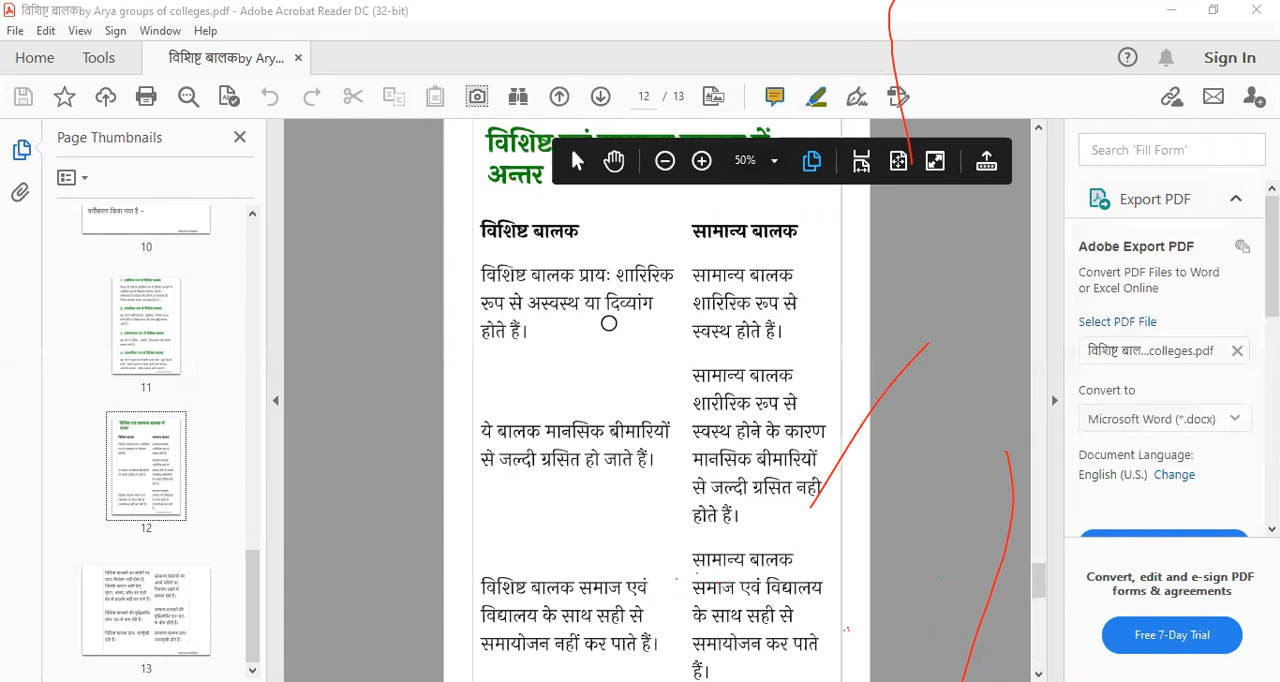 विशिष्ट बालकby Arya groups of colleges.pdf - Adobe Acrobat Reader DC (32-bit)
File Edit View Sign Window Help
Home Tools विशिष्ट बालकby Ary... × Sign In
12 / 13
Page Thumbnails
वर्गीकरण किया गया है –
10
11
12
13
50%
विशिष्ट एवं में
अन्तर
विशिष्ट बालक सामान्य बालक
विशिष्ट बालक प्रायः शारिरिक सामान्य बालक
रूप से अस्वस्थ या दिव्यांग शारिरिक रूप से
होते हैं। स्वस्थ होते हैं।
सामान्य बालक
शारीरिक रूप से
ये बालक मानसिक बीमारियों स्वस्थ होने के कारण
से जल्दी ग्रसित हो जाते हैं। मानसिक बीमारियों
से जल्दी ग्रसित नही
होते हैं।
सामान्य बालक
विशिष्ट बालक समाज एवं समाज एवं विद्यालय
विद्यालय के साथ सही से के साथ सही से
समायोजन नहीं कर पाते हैं। समायोजन कर पाते
हैं।
Search 'Fill Form'
Export PDF
Adobe Export PDF
Convert PDF Files to Word
or Excel Online
Select PDF File
विशिष्ट बाल...colleges.pdf
Convert to
Microsoft Word (*.docx)
Document Language:
English (U.S.) Change
Convert, edit and e-sign PDF
forms & agreements
Free 7-Day Trial